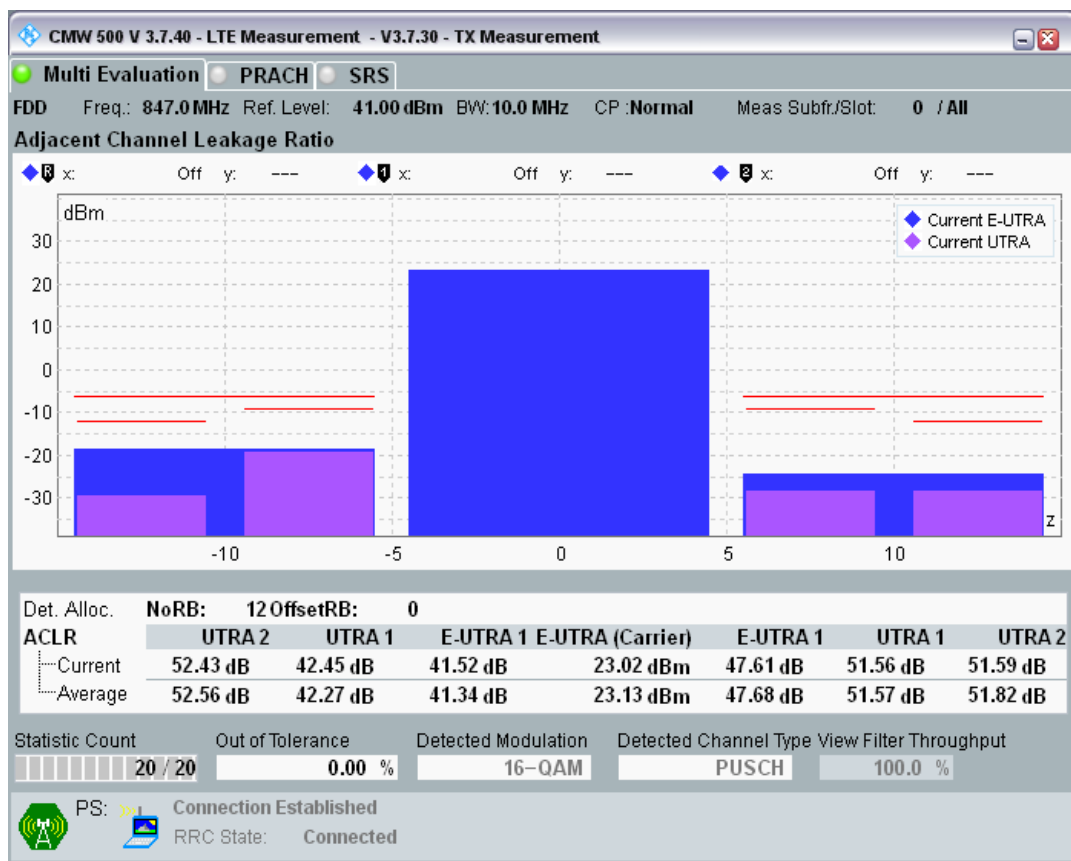 CMW 500 V 3.7.40 - LTE Measurement - V3.7.30 - TX Measurement
Multi Evaluation PRACH SRS
FDD Freq.: 847.0 MHz Ref. Level: 41.00 dBm BW: 10.0 MHz CP :Normal Meas Subfr./Slot: 0 / All
Adjacent Channel Leakage Ratio
R x: Off y: --- 1 x: Off y: --- 2 x: Off y: ---
dBm
Current E-UTRA
Current UTRA
30
20
10
0
-10
-20
-30
z
-10 -5 0 5 10
Det. Alloc. NoRB: 12 OffsetRB: 0
ACLR UTRA 2 UTRA 1 E-UTRA 1 E-UTRA (Carrier) E-UTRA 1 UTRA 1 UTRA 2
Current 52.43 dB 42.45 dB 41.52 dB 23.02 dBm 47.61 dB 51.56 dB 51.59 dB
Average 52.56 dB 42.27 dB 41.34 dB 23.13 dBm 47.68 dB 51.57 dB 51.82 dB
Statistic Count Out of Tolerance Detected Modulation Detected Channel Type View Filter Throughput
20 / 20 0.00 % 16-QAM PUSCH 100.0 %
PS: Connection Established
RRC State: Connected